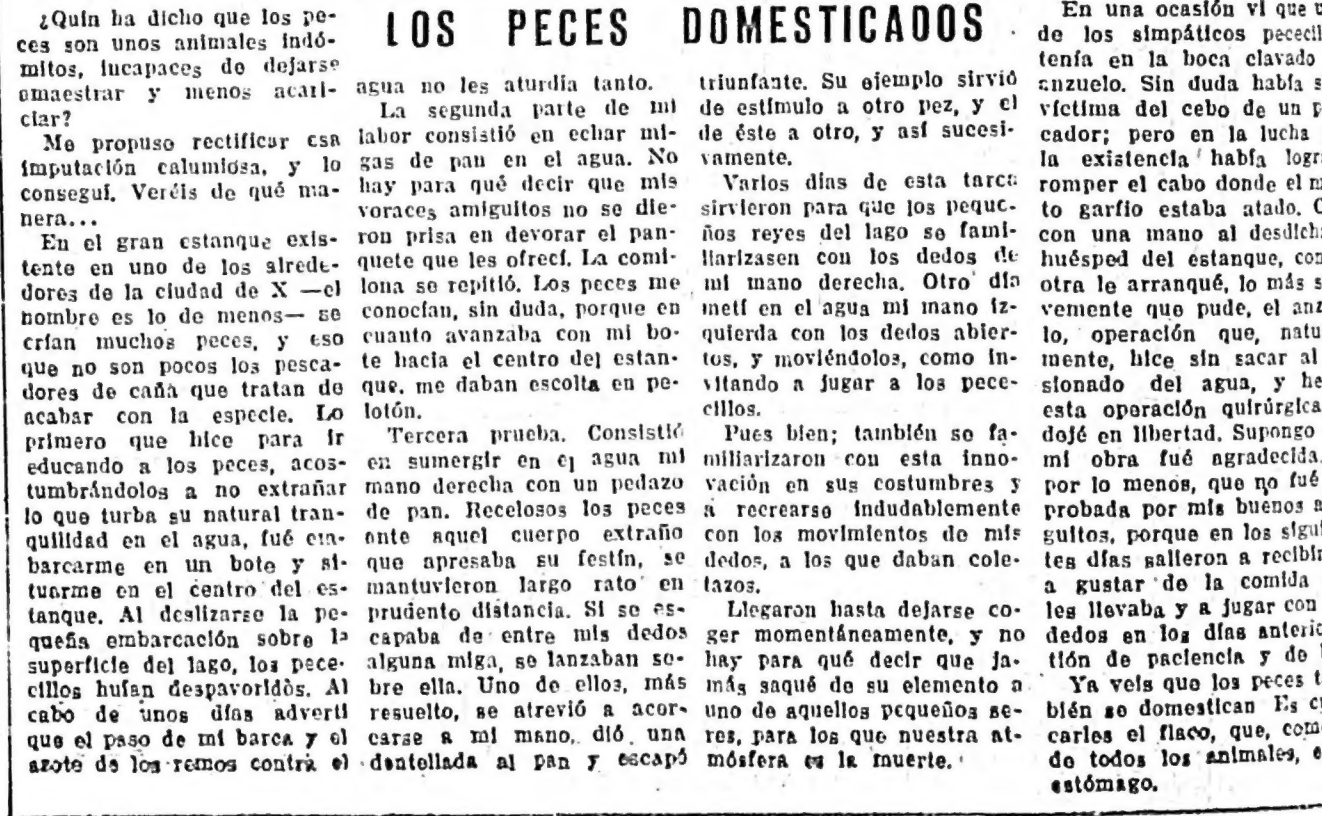 LOS PECES DOMESTICADOS
¿Quín ha dicho que los pe-
ces son unos animales indó-
mitos, incapaces de dejarse
amaestrar y menos acari-
ciar?
Me propuso rectificar esa
imputación calumiosa, y lo
conseguí. Veréis de qué ma-
nera...
En el gran estanque exis-
tente en uno de los alrede-
dores de la ciudad de X —el
nombre es lo de menos— se
crían muchos peces, y eso
que no son pocos los pesca-
dores de caña que tratan de
acabar con la especie. Lo
primero que hice para ir
educando a los peces, acos-
tumbrándolos a no extrañar
lo que turba su natural tran-
quilidad en el agua, fué em-
barcarme en un bote y si-
tuarme en el centro del es-
tanque. Al deslizarse la pe-
queña embarcación sobre la
superficie del lago, los pece-
cillos huían despavoridos. Al
cabo de unos días advertí
que el paso de mi barca y el
azote de los remos contra el
agua no les aturdía tanto.
La segunda parte de mi
labor consistió en echar mi-
gas de pan en el agua. No
hay para qué decir que mis
voraces amiguitos no se die-
ron prisa en devorar el pan-
quete que les ofrecí. La comi-
lona se repitió. Los peces me
conocían, sin duda, porque en
cuanto avanzaba con mi bo-
te hacia el centro del estan-
que, me daban escolta en pe-
lotón.
Tercera prueba. Consistió
en sumergir en el agua mi
mano derecha con un pedazo
de pan. Recelosos los peces
ante aquel cuerpo extraño
que apresaba su festín, se
mantuvieron largo rato en
prudente distancia. Si se es-
capaba de entre mis dedos
alguna miga, se lanzaban so-
bre ella. Uno de ellos, más
resuelto, se atrevió a acer-
carse a mi mano, dió una
dentellada al pan y escapó
triunfante. Su ejemplo sirvió
de estímulo a otro pez, y el
de éste a otro, y así sucesi-
vamente.
Varios días de esta tarea
sirvieron para que los peque-
ños reyes del lago se fami-
liarizasen con los dedos de
mi mano derecha. Otro día
metí en el agua mi mano iz-
quierda con los dedos abier-
tos, y moviéndolos, como in-
vitando a jugar a los pece-
cillos.
Pues bien; también se fa-
miliarizaron con esta inno-
vación en sus costumbres y
a recrearse indudablemente
con los movimientos de mis
dedos, a los que daban cole-
tazos.
Llegaron hasta dejarse co-
ger momentáneamente, y no
hay para qué decir que ja-
más saqué de su elemento a
uno de aquellos pequeños se-
res, para los que nuestra at-
mósfera es la muerte.
En una ocasión vi que
de los simpáticos
tenía en la boca clavado
anzuelo. Sin duda había
víctima del cebo de un
cador; pero en la lucha
la existencia había
romper el cabo donde el
to garfio estaba atado.
con una mano al
huésped del estanque,
otra le arranqué, lo más
vemente que pude, el
lo, operación que,
mente, hice sin sacar al
sionado del agua, y
esta operación quirúrgica
dejé en libertad. Supongo
mi obra fué agradecida,
por lo menos, que no fué
probada por mis buenos
guitos, porque en los
tes días salieron a
a gustar de la comida
les llevaba y a jugar con
dedos en los días
tión de paciencia y de
Ya veis que los peces
bién se domestican Es
carles el flaco, que,
do todos los animales,
estómago.